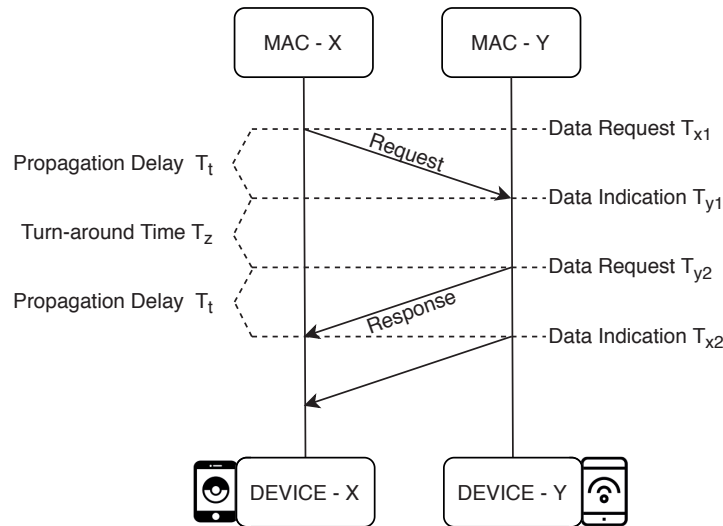 MAC - X
MAC - Y
Data Request Tx1
Request
Propagation Delay Tt
Data Indication Ty1
Turn-around Time Tz
Data Request Ty2
Propagation Delay Tt
Response
Data Indication Tx2
DEVICE - X
DEVICE - Y